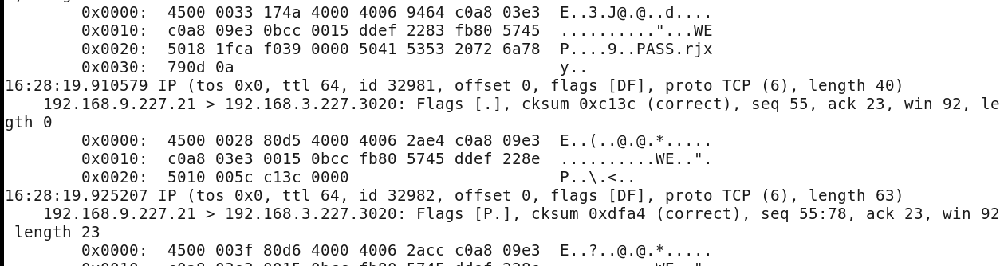 0x0000:  4500 0033 174a 4000 4006 9464 c0a8 03e3  E..3.J@.@..d....
0x0010:  c0a8 09e3 0bcc 0015 ddef 2283 fb80 5745  .........."...WE
0x0020:  5018 1fca f039 0000 5041 5353 2072 6a78  P....9..PASS.rjx
0x0030:  790d 0a                                  y..
16:28:19.910579 IP (tos 0x0, ttl 64, id 32981, offset 0, flags [DF], proto TCP (6), length 40)
192.168.9.227.21 > 192.168.3.227.3020: Flags [.], cksum 0xc13c (correct), seq 55, ack 23, win 92, le
gth 0
0x0000:  4500 0028 80d5 4000 4006 2ae4 c0a8 09e3  E..(..@.@.*.....
0x0010:  c0a8 03e3 0015 0bcc fb80 5745 ddef 228e  ..........WE..".
0x0020:  5010 005c c13c 0000                      P..\.<..
16:28:19.925207 IP (tos 0x0, ttl 64, id 32982, offset 0, flags [DF], proto TCP (6), length 63)
192.168.9.227.21 > 192.168.3.227.3020: Flags [P.], cksum 0xdfa4 (correct), seq 55:78, ack 23, win 92
length 23
0x0000:  4500 003f 80d6 4000 4006 2acc c0a8 09e3  E..?..@.@.*.....